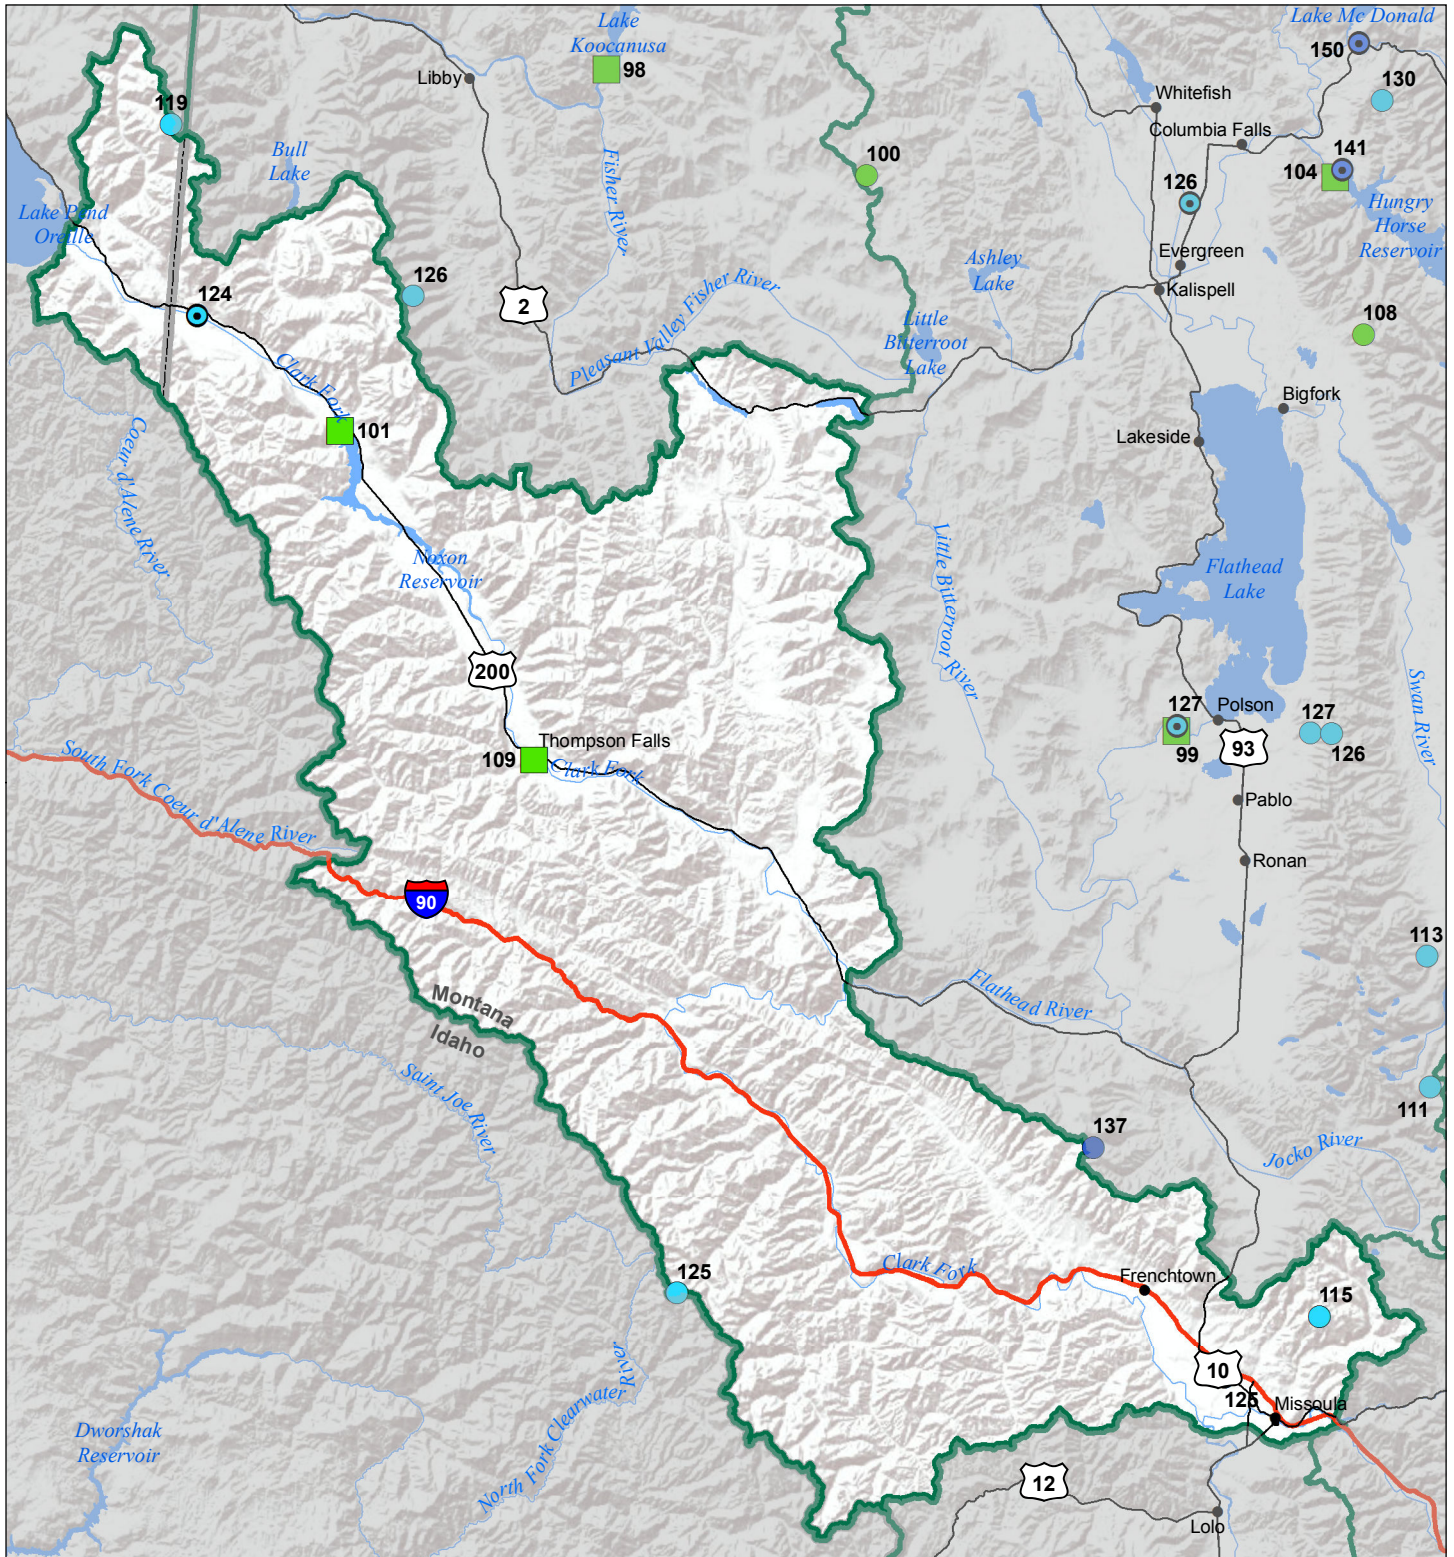 Lake Mc Donald
150
Lake
Koocanusa
98
Libby
130
Whitefish
Columbia Falls
119
Bull
Lake
Fisher River
100
141
104
126
Hungry
Horse
Reservoir
Lake Pend
Oreille
Evergreen
Ashley
Lake
126
Kalispell
124
2
Pleasant Valley Fisher River
Little
Bitterroot
Lake
108
Clark Fork
Bigfork
101
Lakeside
Coeur d'Alene River
Noxon
Reservoir
Little Bitterroot River
Flathead
Lake
200
Swan River
127
Polson
127
Thompson Falls
109
Clark Fork
99
93
126
South Fork Coeur d'Alene River
Pablo
Ronan
90
113
Montana
Idaho
Flathead River
Saint Joe River
111
137
Jocko River
Clark Fork
125
Frenchtown
115
10
125
Missoula
North Fork Clearwater River
Dworshak
Reservoir
12
Lolo